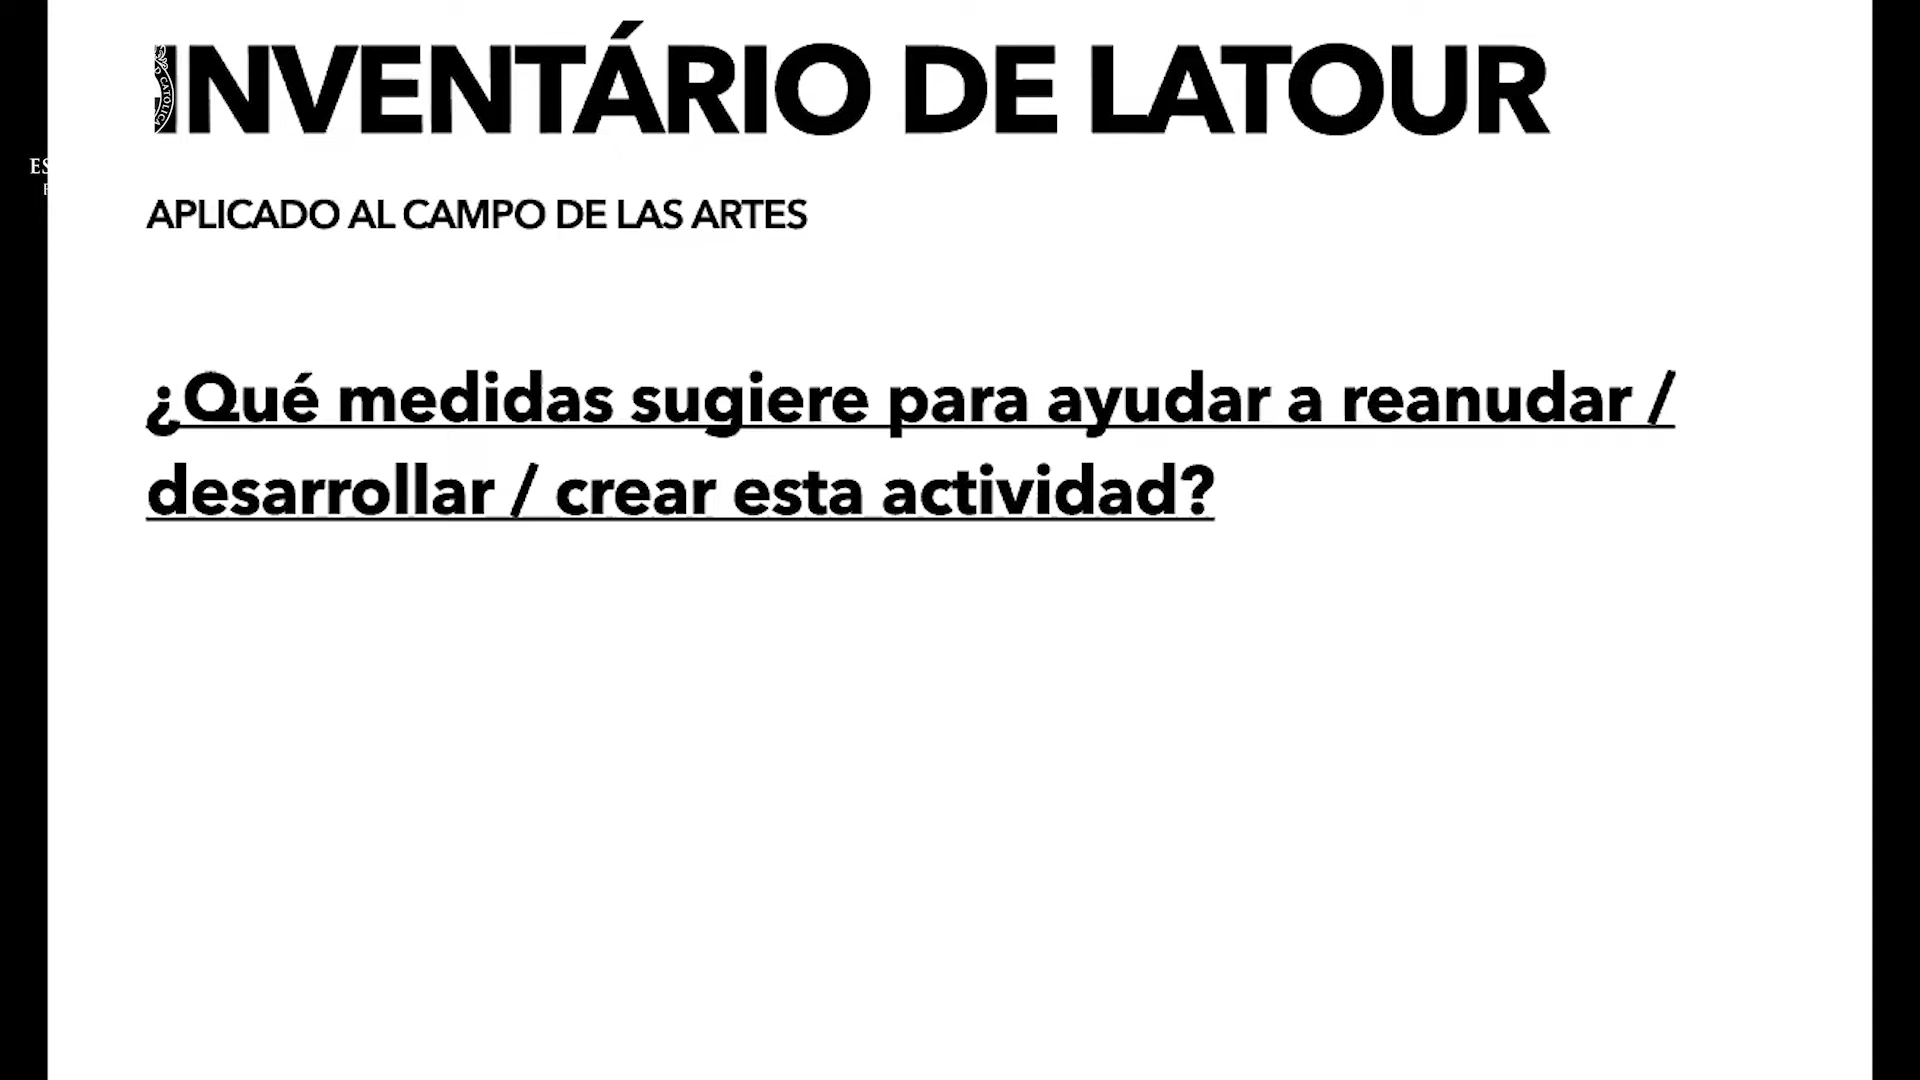 INVENTÁRIO DE LATOUR
CATOLICA
APLICADO AL CAMPO DE LAS ARTES
¿Qué medidas sugiere para ayudar a reanudar /
desarrollar / crear esta actividad?